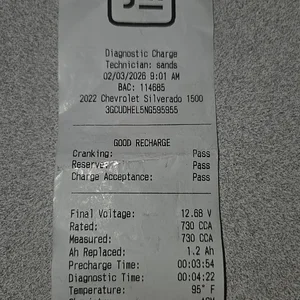 Diagnostic Charge
Technician: sands
02/03/2026 9:01 AM
BAC: 114685
2022 Chevrolet Silverado 1500
3GCUDHEL5NG595955
GOOD RECHARGE
Cranking: Pass
Reserve: Pass
Charge Acceptance: Pass
Final Voltage: 12.68 V
Rated: 730 CCA
Measured: 730 CCA
Ah Replaced: 1.2 Ah
Precharge Time: 00:03:54
Diagnostic Time: 00:04:22
Temperature: 95° F